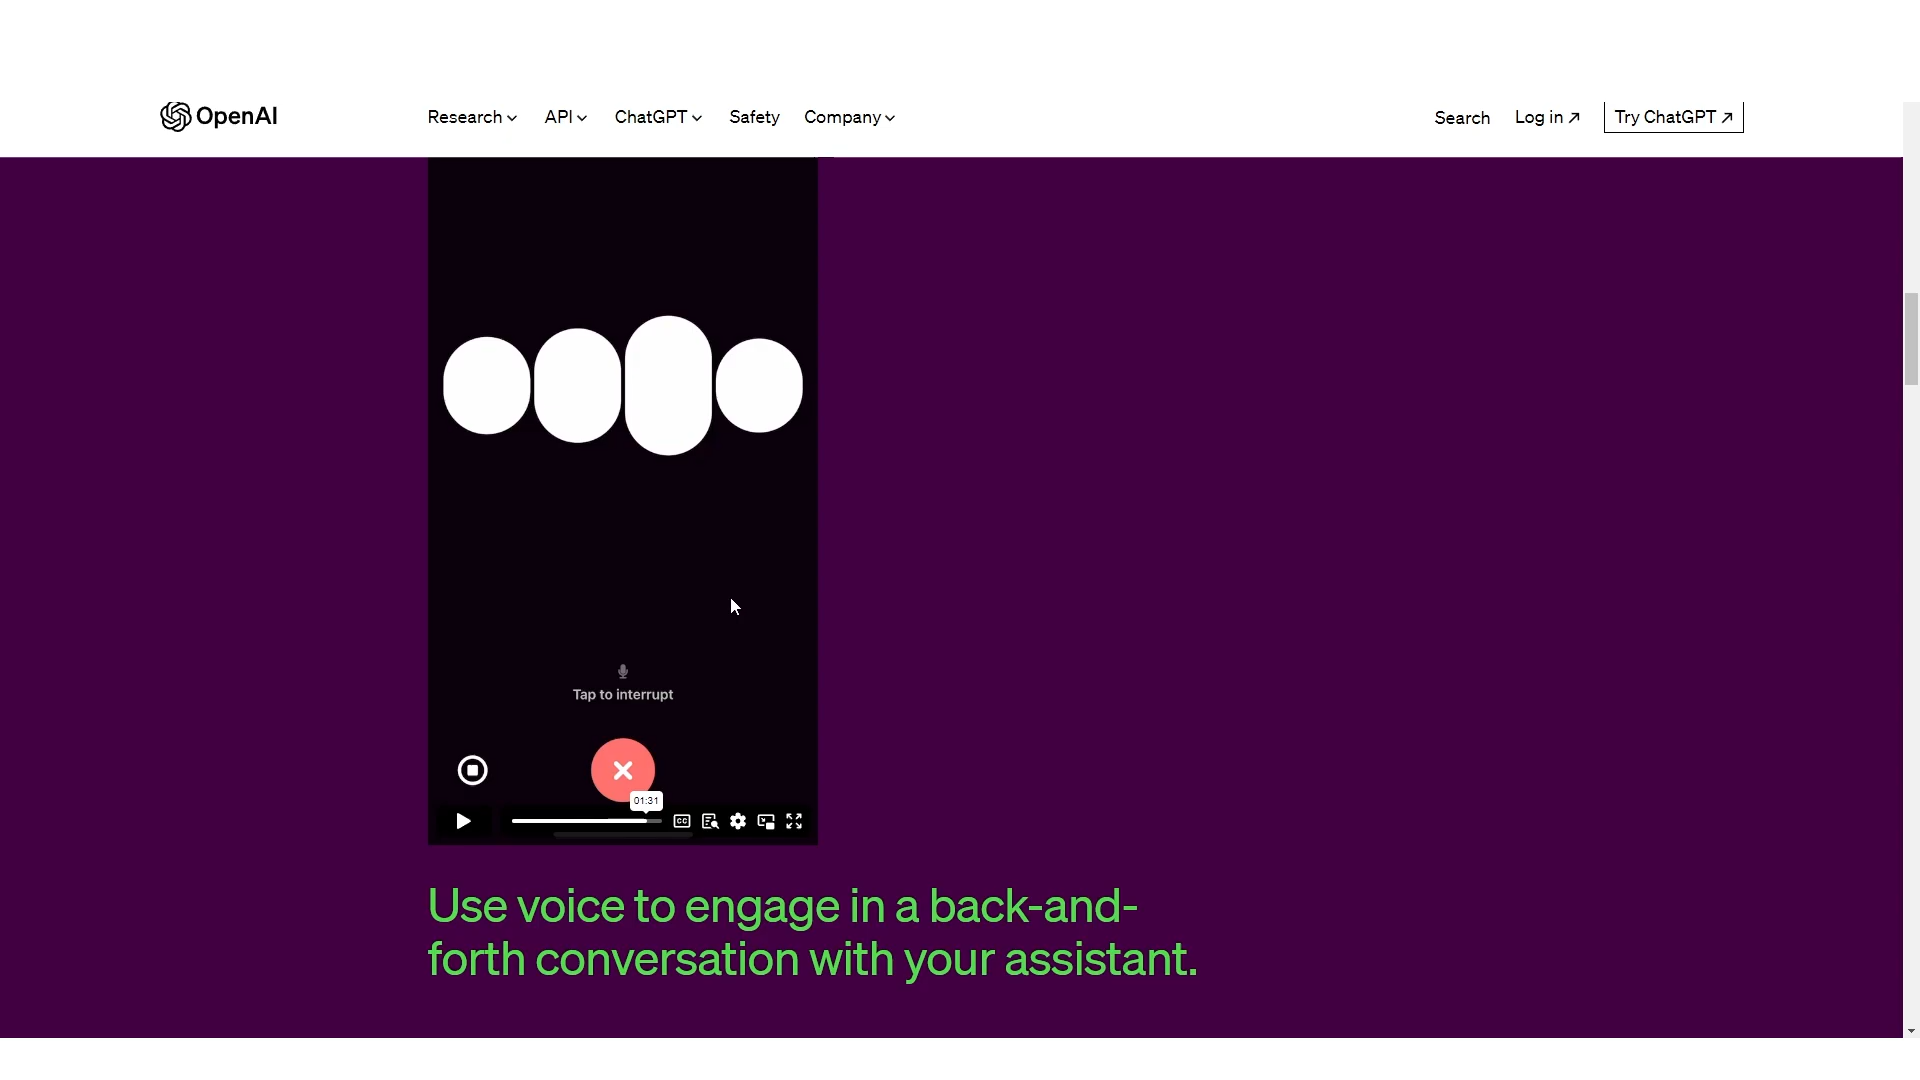 OpenAI
Research API ChatGPT Safety Company
Search Log in ↗ Try ChatGPT ↗
Tap to interrupt
01:31
CC
Use voice to engage in a back-and-
forth conversation with your assistant.